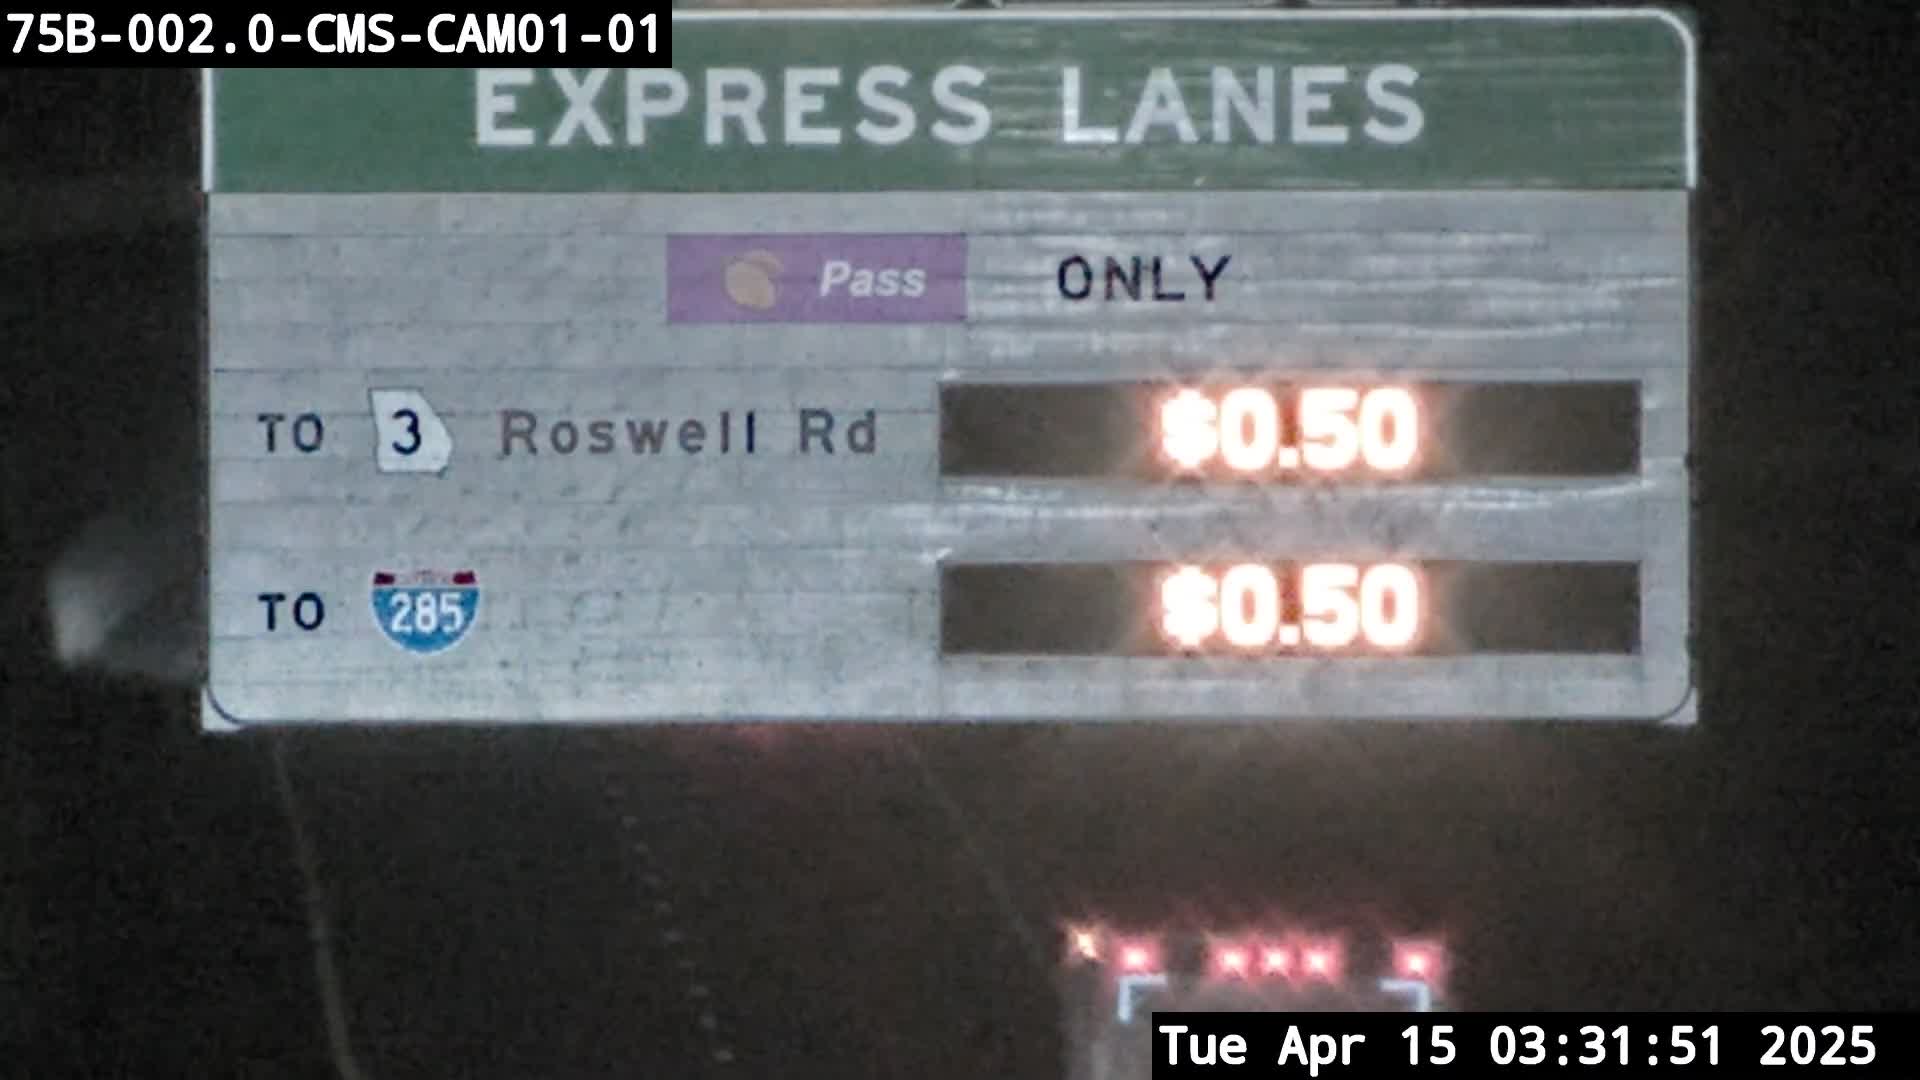 75B-002.0-CMS-CAM01-01
EXPRESS LANES
Pass ONLY
TO 3 Roswell Rd $0.50
TO 285 $0.50
Tue Apr 15 03:31:51 2025